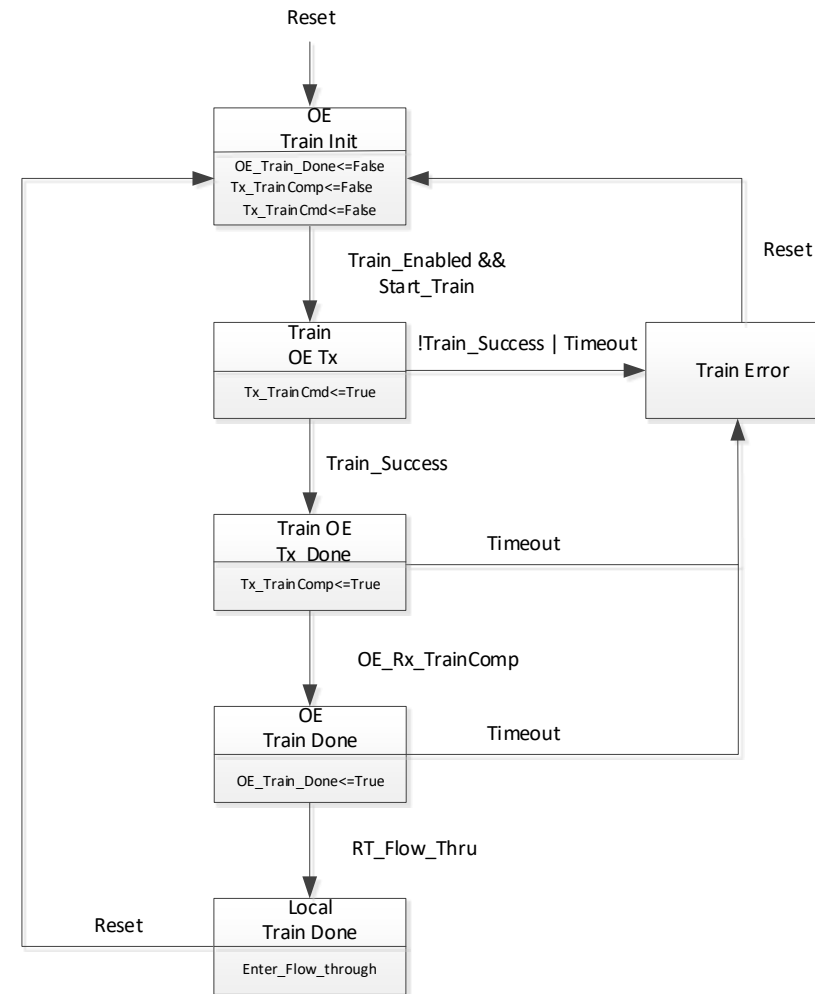 Reset
OE
Train Init
OE_Train_Done<=False
Tx_TrainComp<=False
Tx_TrainCmd<=False
Reset
Train_Enabled &&
Start_Train
Train
OE Tx
Tx_TrainCmd<=True
!Train_Success | Timeout
Train Error
Train_Success
Train OE
Tx_Done
Tx_TrainComp<=True
Timeout
OE_Rx_TrainComp
OE
Train Done
OE_Train_Done<=True
Timeout
RT_Flow_Thru
Reset
Local
Train Done
Enter_Flow_through